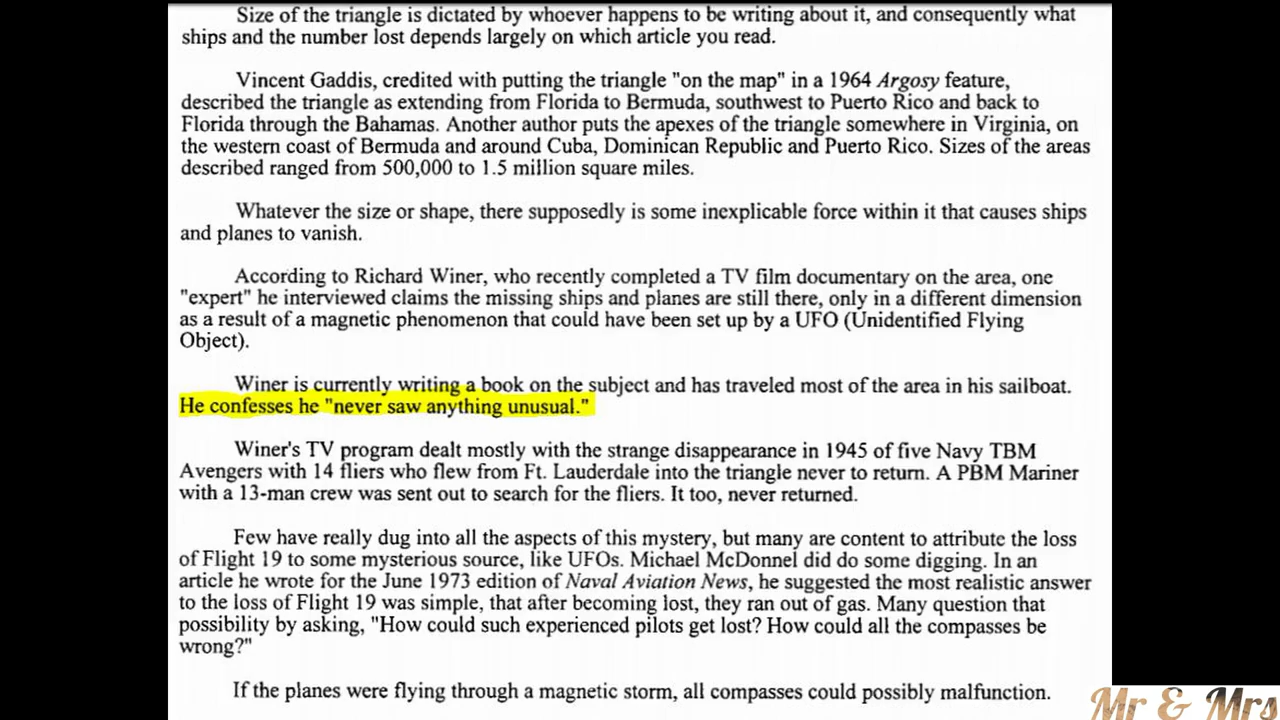 Size of the triangle is dictated by whoever happens to be writing about it, and consequently what
ships and the number lost depends largely on which article you read.
Vincent Gaddis, credited with putting the triangle "on the map" in a 1964 Argosy feature,
described the triangle as extending from Florida to Bermuda, southwest to Puerto Rico and back to
Florida through the Bahamas. Another author puts the apexes of the triangle somewhere in Virginia, on
the western coast of Bermuda and around Cuba, Dominican Republic and Puerto Rico. Sizes of the areas
described ranged from 500,000 to 1.5 million square miles.
Whatever the size or shape, there supposedly is some inexplicable force within it that causes ships
and planes to vanish.
According to Richard Winer, who recently completed a TV film documentary on the area, one
"expert" he interviewed claims the missing ships and planes are still there, only in a different dimension
as a result of a magnetic phenomenon that could have been set up by a UFO (Unidentified Flying
Object).
Winer is currently writing a book on the subject and has traveled most of the area in his sailboat.
He confesses he "never saw anything unusual."
Winer's TV program dealt mostly with the strange disappearance in 1945 of five Navy TBM
Avengers with 14 fliers who flew from Ft. Lauderdale into the triangle never to return. A PBM Mariner
with a 13-man crew was sent out to search for the fliers. It too, never returned.
Few have really dug into all the aspects of this mystery, but many are content to attribute the loss
of Flight 19 to some mysterious source, like UFOs. Michael McDonnel did do some digging. In an
article he wrote for the June 1973 edition of Naval Aviation News, he suggested the most realistic answer
to the loss of Flight 19 was simple, that after becoming lost, they ran out of gas. Many question that
possibility by asking, "How could such experienced pilots get lost? How could all the compasses be
wrong?"
If the planes were flying through a magnetic storm, all compasses could possibly malfunction.
Mr & Mrs